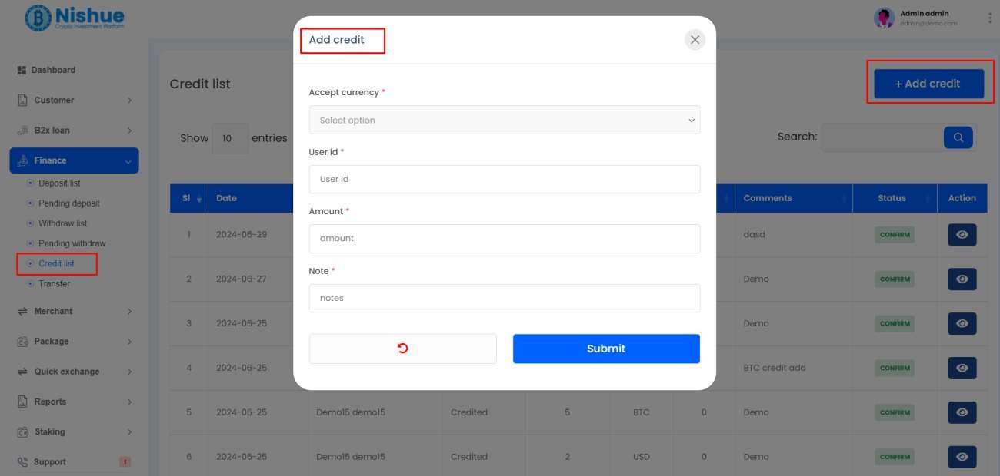 Nishue
Crypto Investment Platform
Admin admin
admin@demo.com
Dashboard
Customer
B2x loan
Finance
Deposit list
Pending deposit
Withdraw list
Pending withdraw
Credit list
Transfer
Merchant
Package
Quick exchange
Reports
Staking
Support 1
Credit list
+ Add credit
Show 10 entries
Search:
Sl Date Comments Status Action
1 2024-06-29 dasd CONFIRM
2 2024-06-27 Demo CONFIRM
3 2024-06-25 Demo CONFIRM
4 2024-06-25 BTC credit add CONFIRM
5 2024-06-25 Demo15 demo15 Credited 5 BTC 0 Demo CONFIRM
6 2024-06-25 Demo15 demo15 Credited 2 USD 0 Demo CONFIRM
Add credit
Accept currency *
Select option
User id *
User Id
Amount *
amount
Note *
notes
Submit